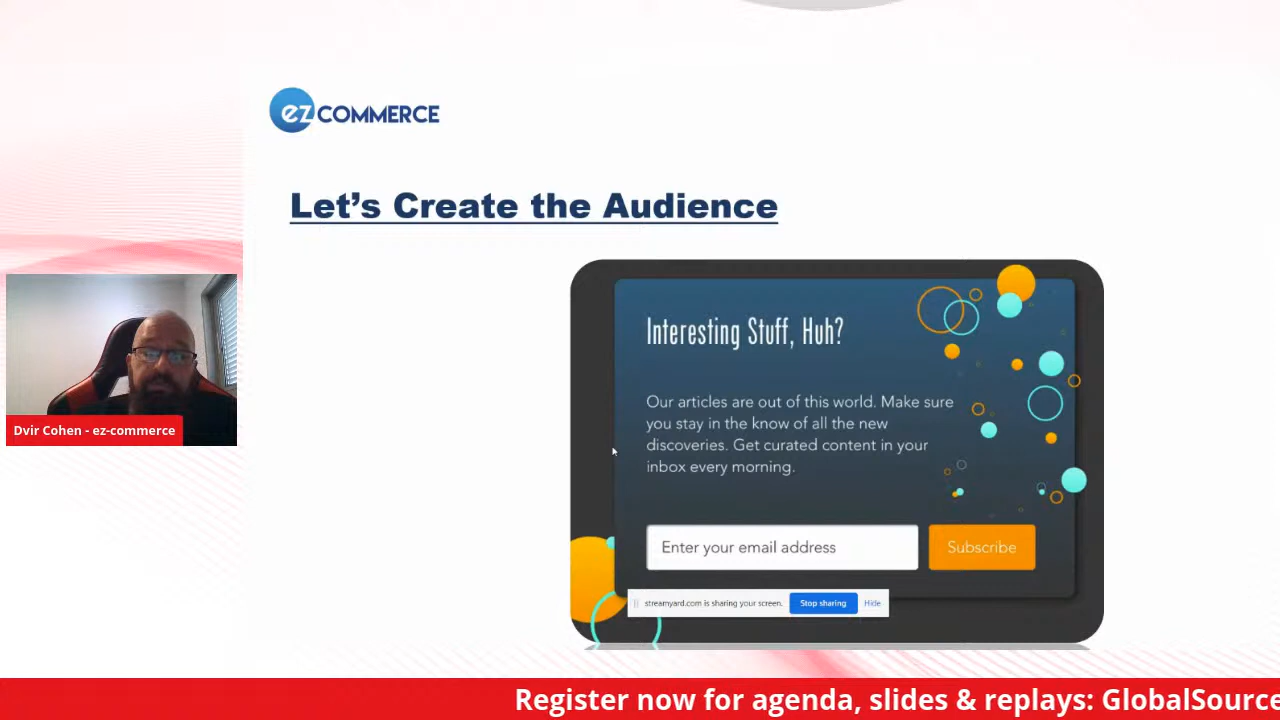 ez COMMERCE
Let's Create the Audience
Interesting Stuff, Huh?
Our articles are out of this world. Make sure
you stay in the know of all the new
discoveries. Get curated content in your
inbox every morning.
Enter your email address
Subscribe
streamyard.com is sharing your screen.
Stop sharing
Hide
Dvir Cohen - ez-commerce
Register now for agenda, slides & replays: GlobalSource